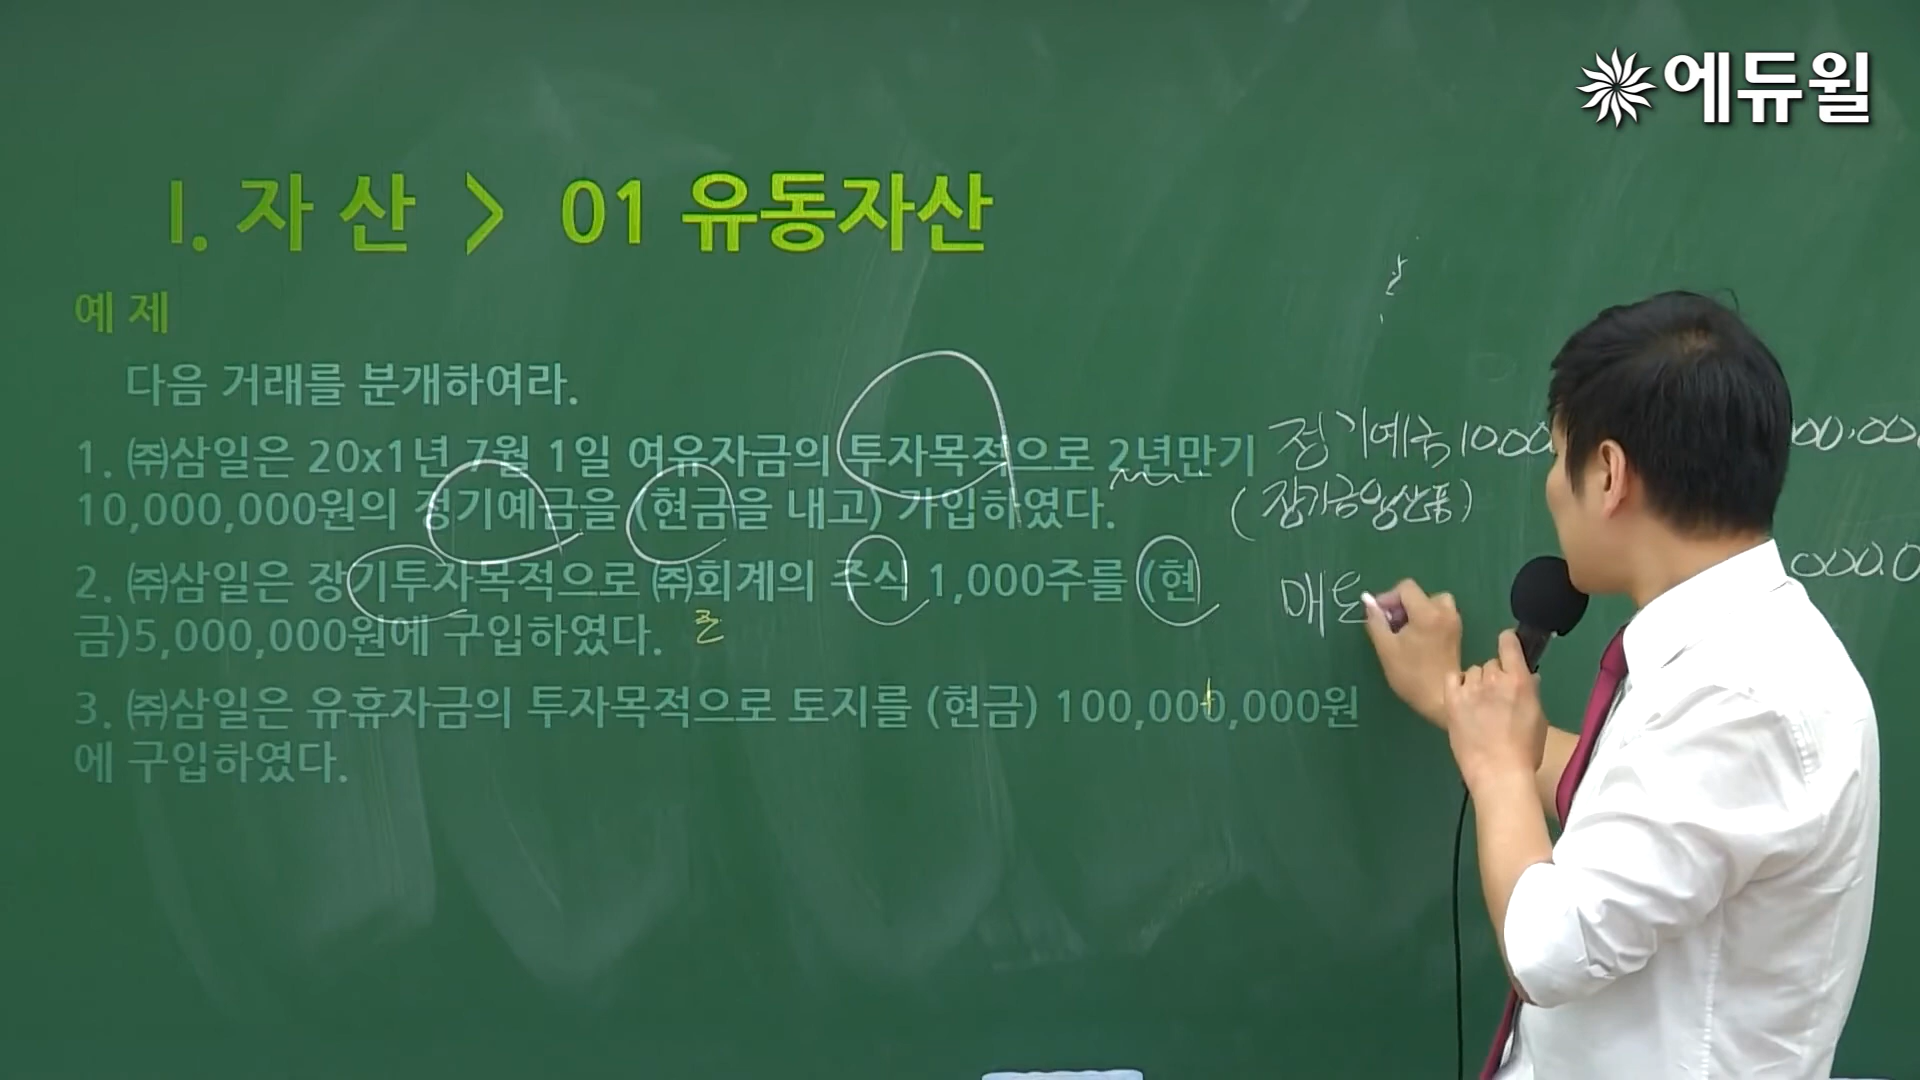 에듀윌
I. 자 산 > 01 유동자산
예 제
다음 거래를 분개하여라.
1. ㈜삼일은 20x1년 7월 1일 여유자금의 투자목적으로 2년만기
10,000,000원의 정기예금을 (현금을 내고) 가입하였다.
2. ㈜삼일은 장기투자목적으로 ㈜회계의 주식 1,000주를 (현
금)5,000,000원에 구입하였다.
3. ㈜삼일은 유휴자금의 투자목적으로 토지를 (현금) 100,000,000원
에 구입하였다.
정기예금 1000
00.00
(장기금융상품)
000.0
매도